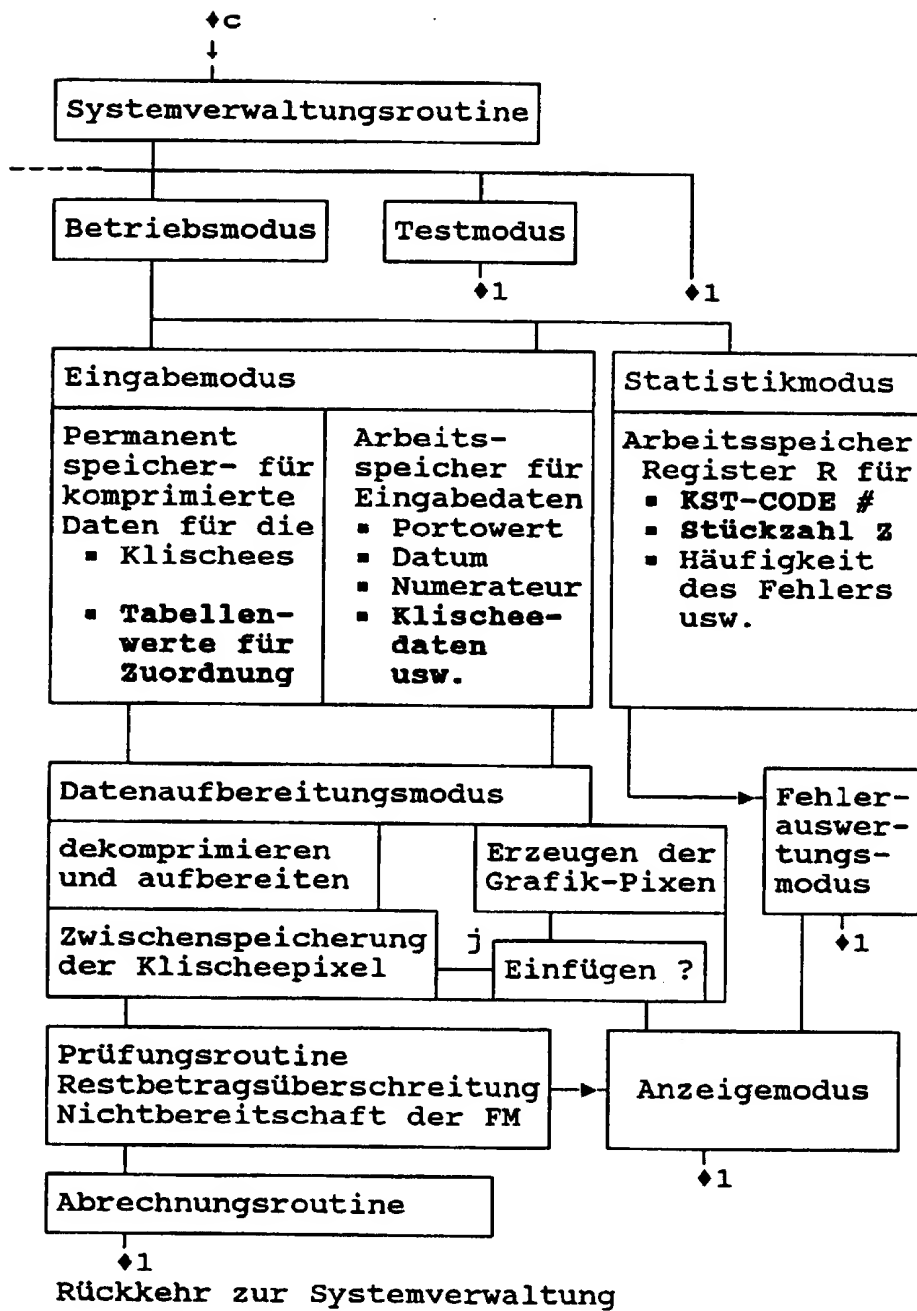 ♦c
Systemverwaltungsroutine
Betriebsmodus
Testmodus
♦1
♦1
Eingabemodus
Permanent
speicher- für
komprimierte
Daten für die
▪ Klischees
▪ Tabellen-
werte für
Zuordnung
Arbeits-
speicher für
Eingabedaten
▪ Portowert
▪ Datum
▪ Numerateur
▪ Klischee-
daten
usw.
Statistikmodus
Arbeitsspeicher
Register R für
▪ KST-CODE #
▪ Stückzahl Z
▪ Häufigkeit
des Fehlers
usw.
Datenaufbereitungsmodus
dekomprimieren
und aufbereiten
Erzeugen der
Grafik-Pixen
Zwischenspeicherung
der Klischeepixel
j
Einfügen ?
Fehler-
auswer-
tungs-
modus
♦1
Prüfungsroutine
Restbetragsüberschreitung
Nichtbereitschaft der FM
Anzeigemodus
♦1
Abrechnungsroutine
♦1
Rückkehr zur Systemverwaltung